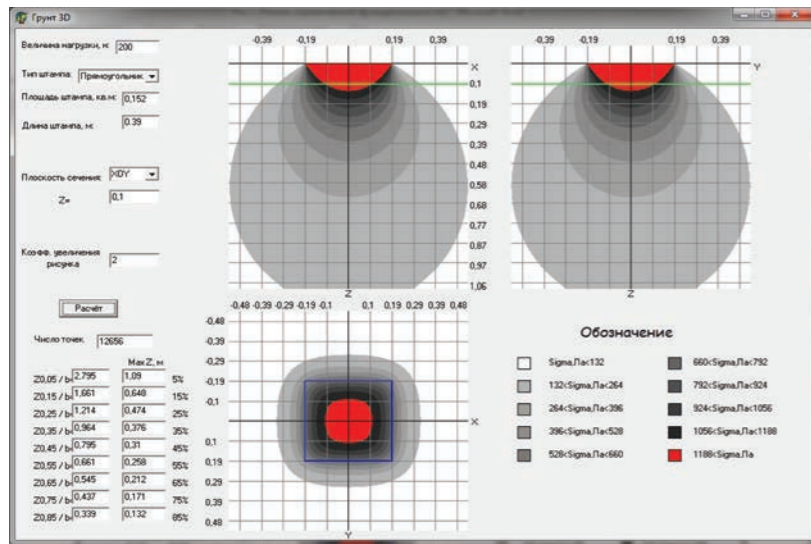 Грунт 3D
Величина нагрузки, н: 200
Тип штампа: Прямоугольник
Площадь штампа, кв.м: 0,152
Длина штампа, м: 0.39
Плоскость сечения: XOY
Z= 0,1
Коэфф. увеличения рисунка 2
Расчёт
Число точек: 12656
Max Z, м
Z0,05 / b= 2,795 1,09 5%
Z0,15 / b= 1,661 0,648 15%
Z0,25 / b= 1,214 0,474 25%
Z0,35 / b= 0,964 0,376 35%
Z0,45 / b= 0,795 0,31 45%
Z0,55 / b= 0,661 0,258 55%
Z0,65 / b= 0,545 0,212 65%
Z0,75 / b= 0,437 0,171 75%
Z0,85 / b= 0,339 0,132 85%
-0,39 -0,19 0,19 0,39
X
0,1
0,19
0,29
0,39
0,48
0,58
0,68
0,77
0,87
0,97
1,06
Z
-0,39 -0,19 0,19 0,39
Y
Z
-0,48 -0,39 -0,29 -0,19 -0,1 0,1 0,19 0,29 0,39 0,48
-0,48
-0,39
-0,29
-0,19
-0,1
X
0,1
0,19
0,29
0,39
0,48
Y
Обозначение
Sigma,Па<132
132<Sigma,Па<264
264<Sigma,Па<396
396<Sigma,Па<528
528<Sigma,Па<660
660<Sigma,Па<792
792<Sigma,Па<924
924<Sigma,Па<1056
1056<Sigma,Па<1188
1188<Sigma,Па